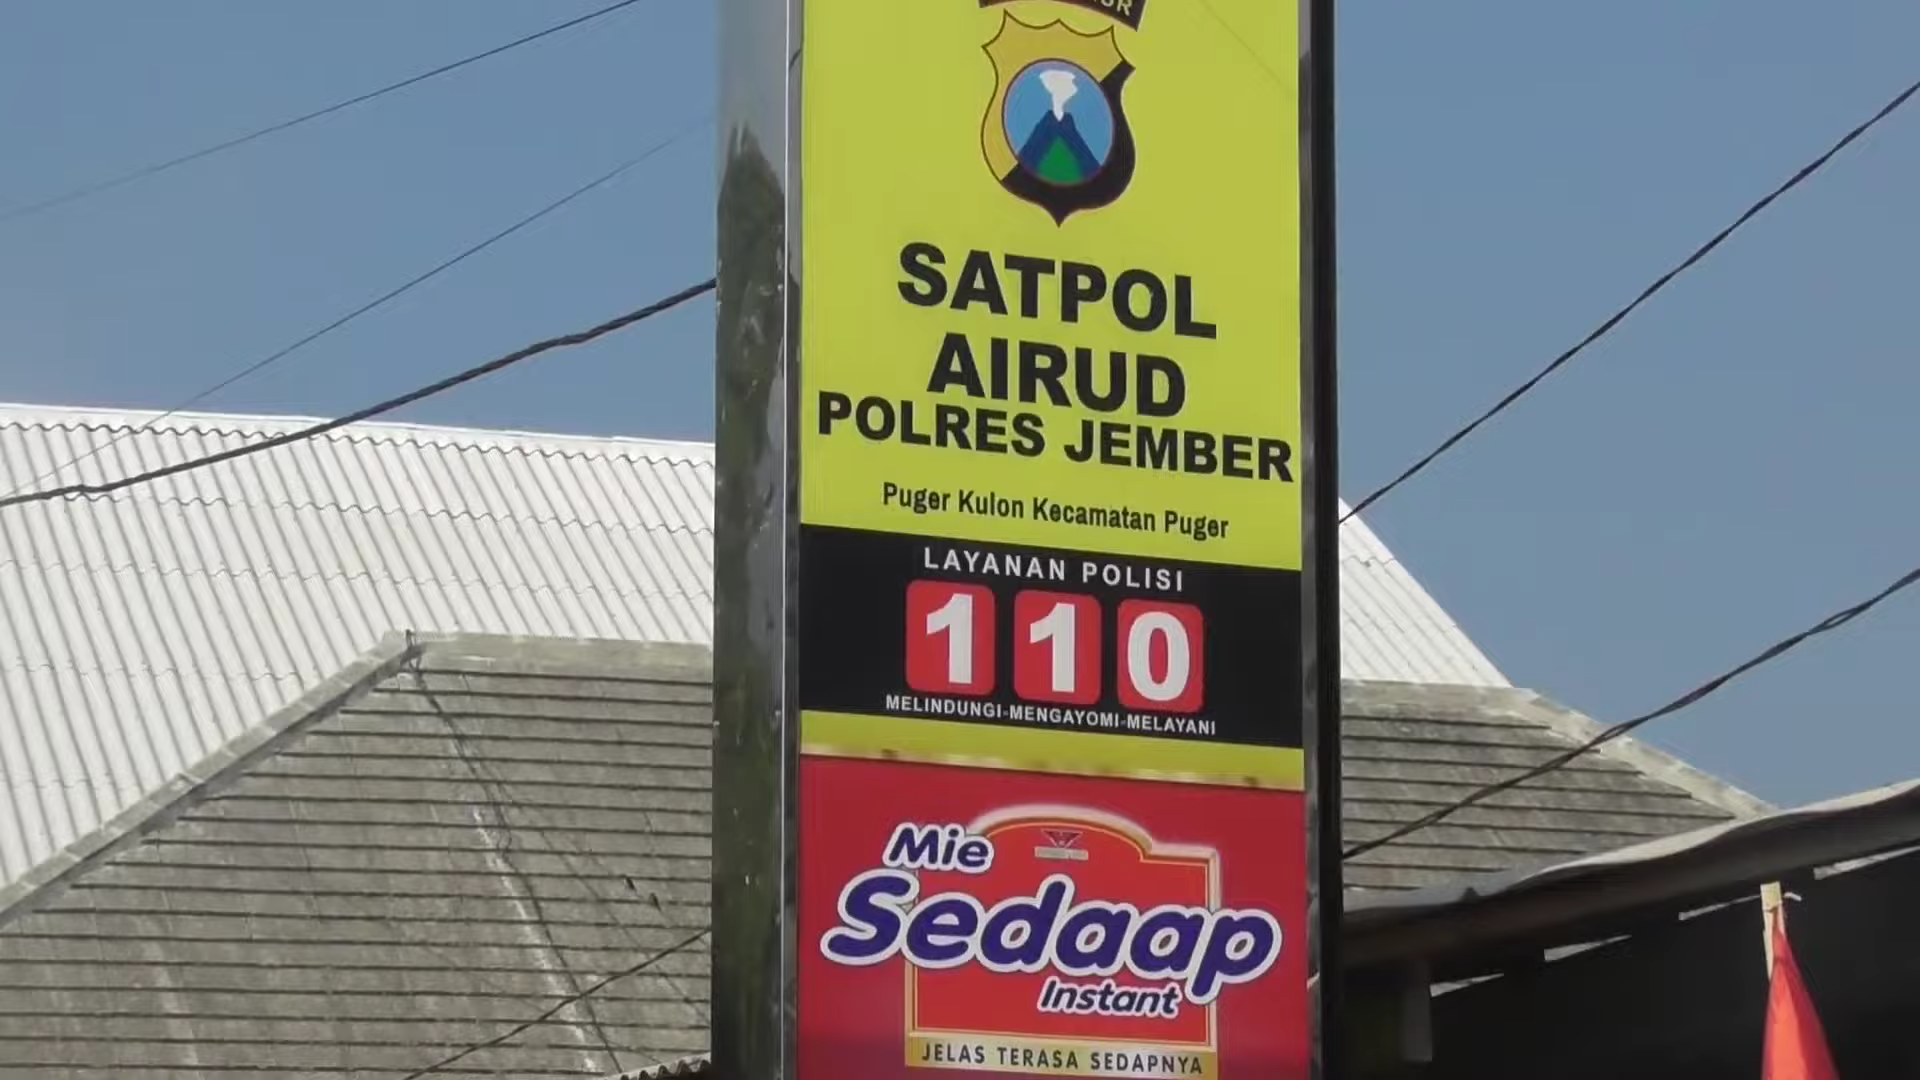 SATPOL
AIRUD
POLRES JEMBER
Puger Kulon Kecamatan Puger
LAYANAN POLISI
110
MELINDUNGI-MENGAYOMI-MELAYANI
Mie
Sedaap
Instant
JELAS TERASA SEDAPNYA